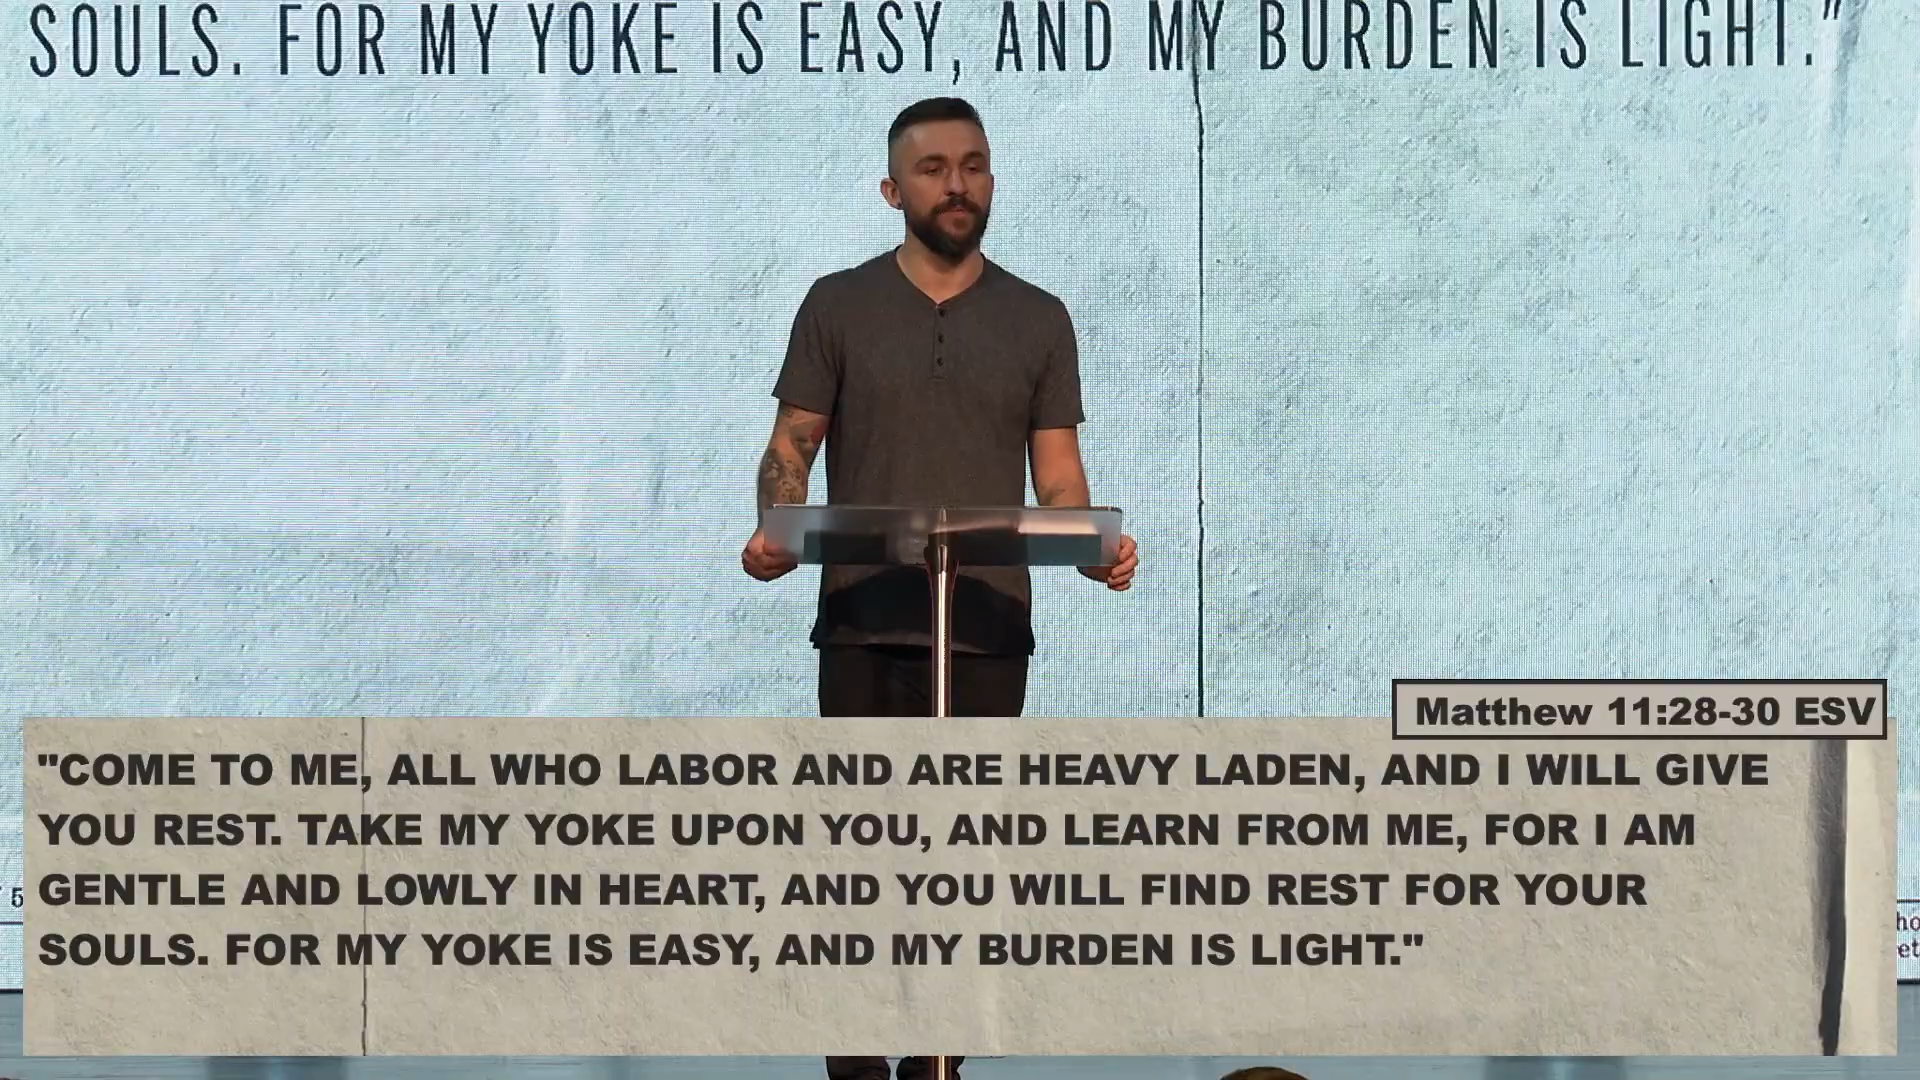 SOULS. FOR MY YOKE IS EASY, AND MY BURDEN IS LIGHT."
Matthew 11:28-30 ESV
"COME TO ME, ALL WHO LABOR AND ARE HEAVY LADEN, AND I WILL GIVE
YOU REST. TAKE MY YOKE UPON YOU, AND LEARN FROM ME, FOR I AM
GENTLE AND LOWLY IN HEART, AND YOU WILL FIND REST FOR YOUR
SOULS. FOR MY YOKE IS EASY, AND MY BURDEN IS LIGHT."
5